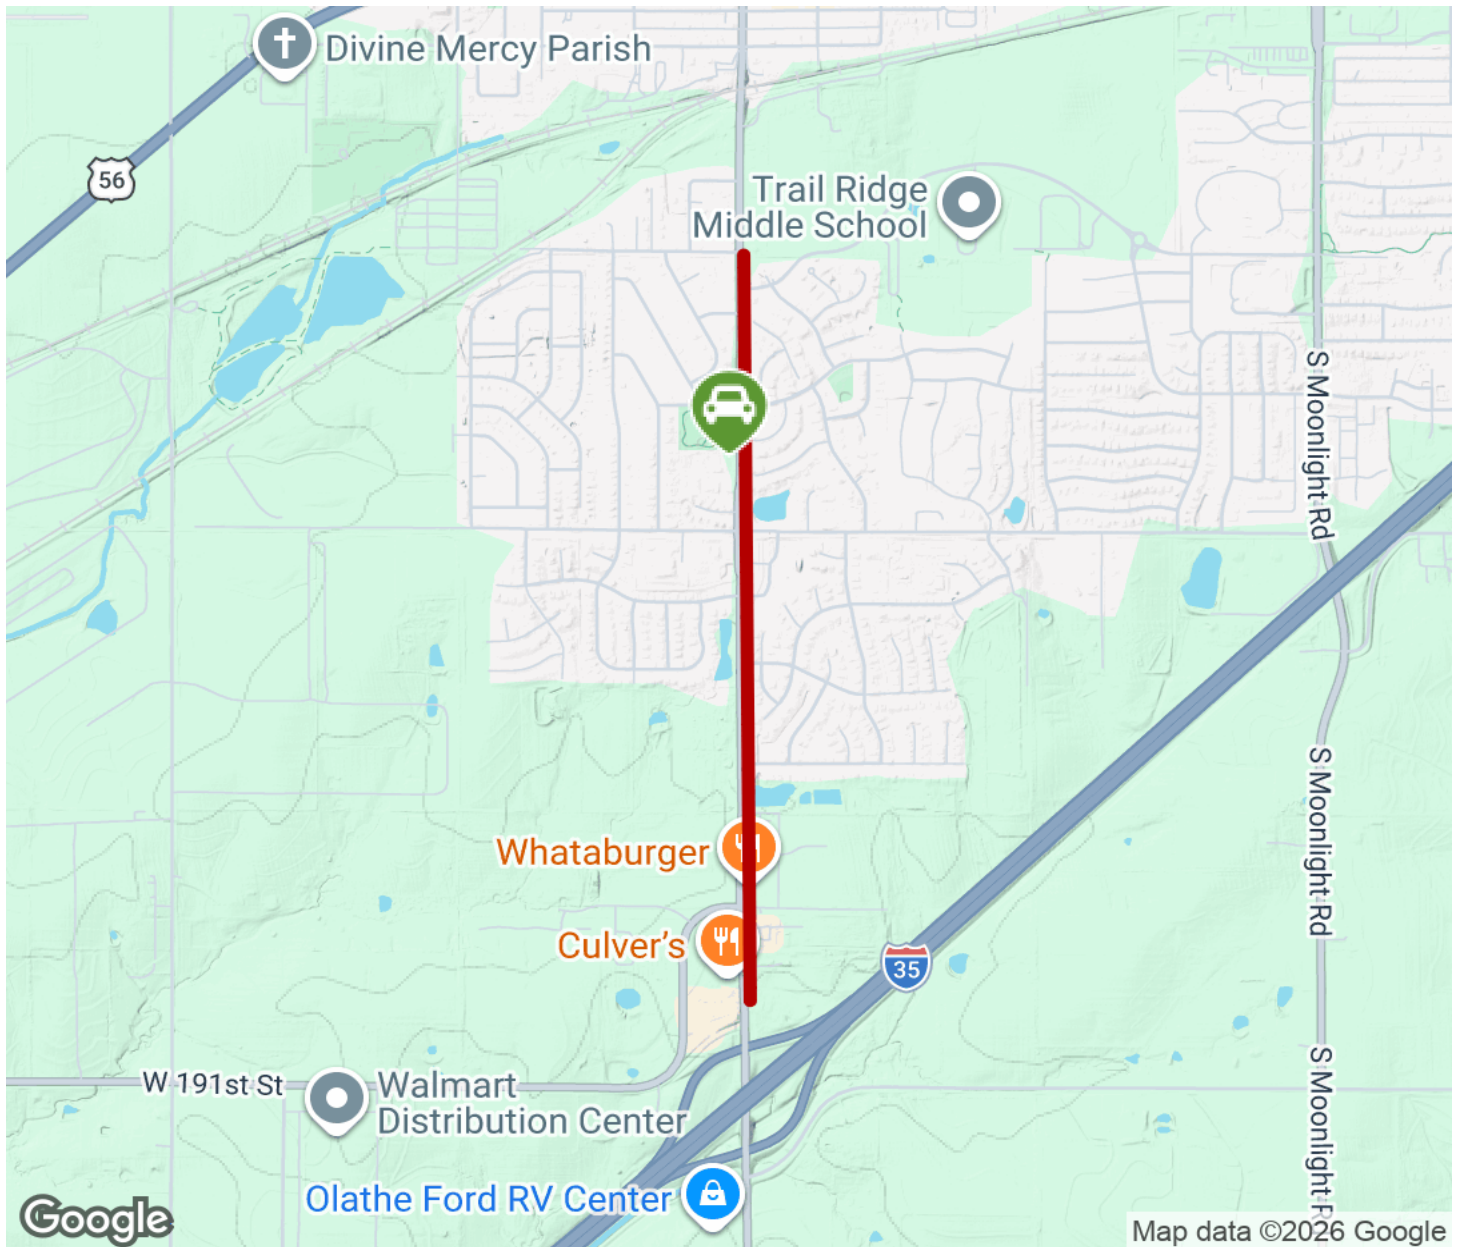 Divine Mercy Parish
56
Trail Ridge
Middle School
S Moonlight Rd
S Moonlight Rd
Whataburger
Culver's
35
W 191st St
Walmart
Distribution Center
S Moonlight R
Olathe Ford RV Center
Google
Map data ©2026 Google